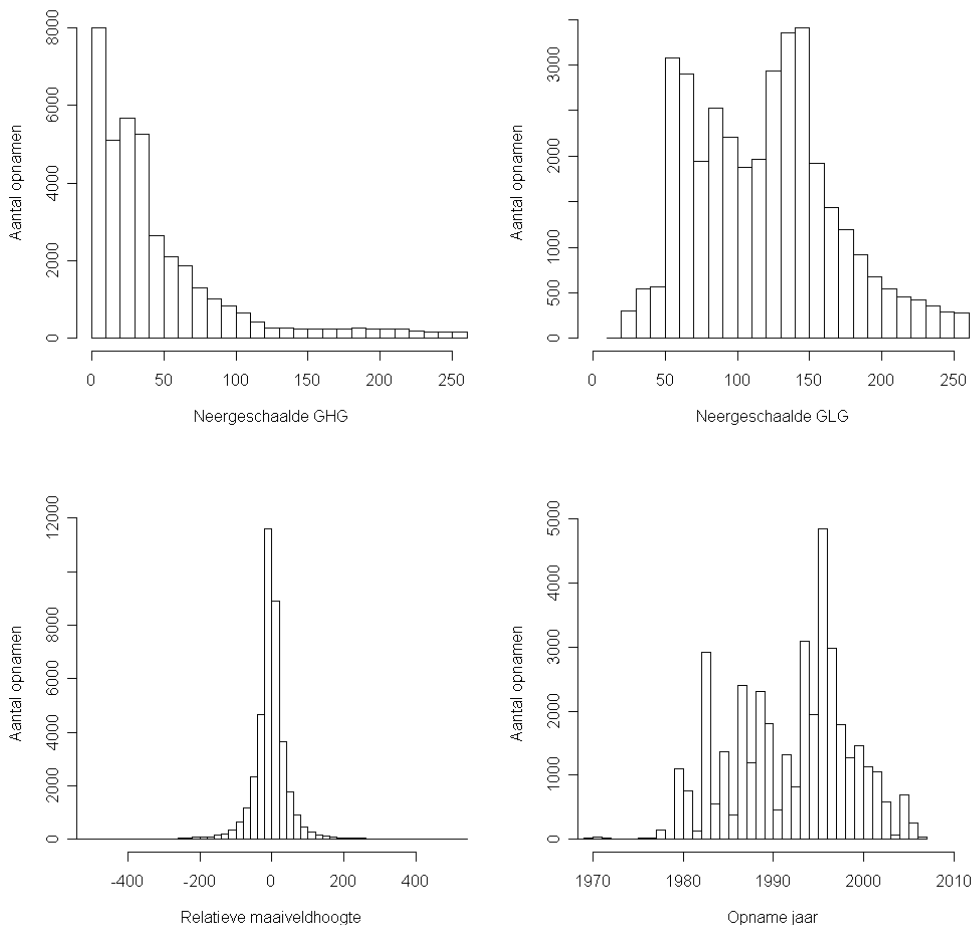 Aantal opnamen
0 2000 4000 6000 8000
0 50 100 150 200 250
Neergeschaalde GHG
Aantal opnamen
0 500 1000 2000 3000
0 50 100 150 200 250
Neergeschaalde GLG
Aantal opnamen
0 2000 4000 6000 8000 12000
-400 -200 0 200 400
Relatieve maaiveldhoogte
Aantal opnamen
0 1000 2000 3000 4000 5000
1970 1980 1990 2000 2010
Opname jaar